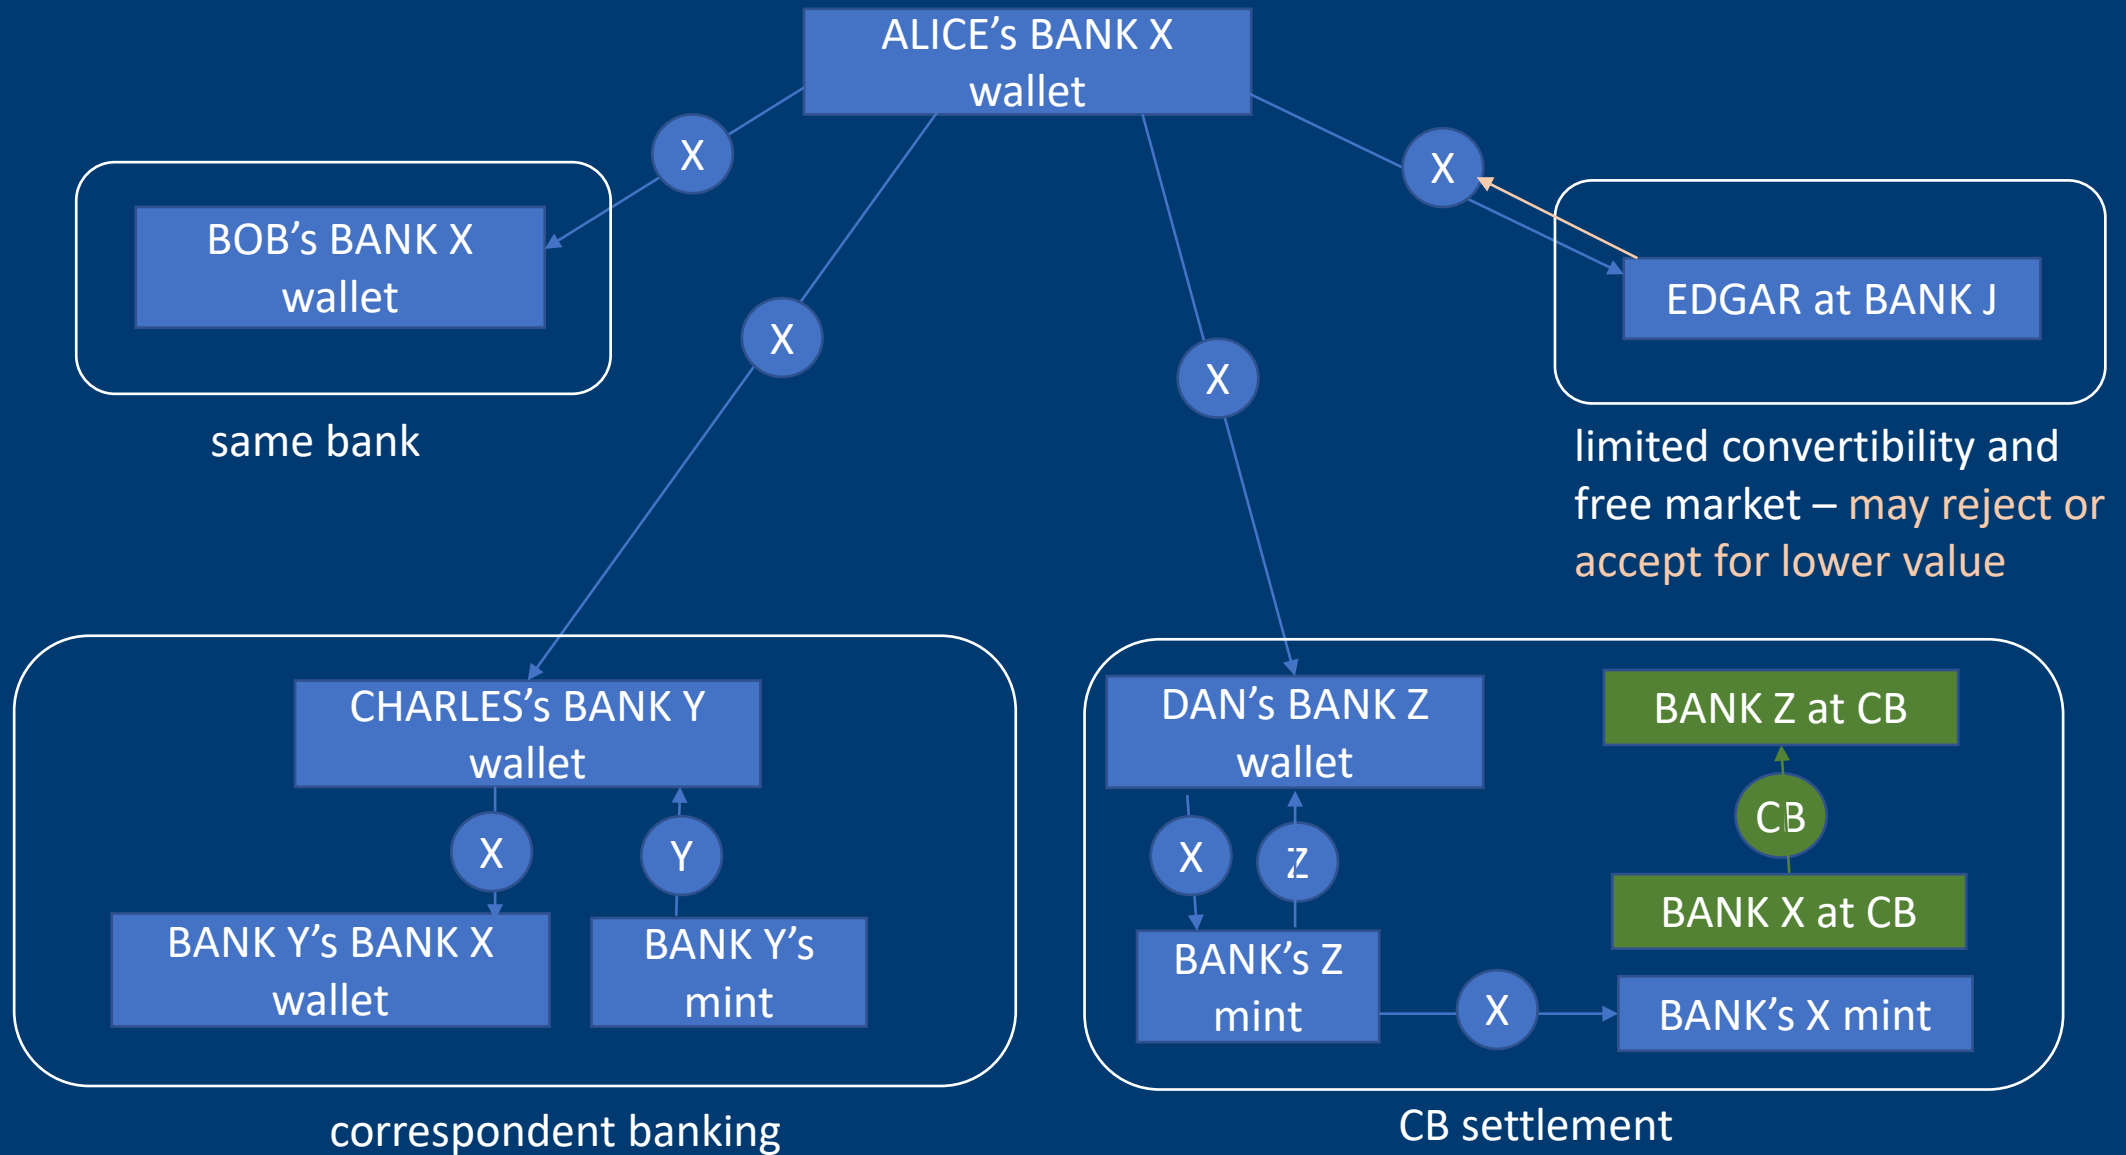 ALICE’s BANK X
wallet
X
X
X
X
BOB’s BANK X
wallet
same bank
EDGAR at BANK J
limited convertibility and
free market – may reject or
accept for lower value
CHARLES’s BANK Y
wallet
X
Y
BANK Y’s BANK X
wallet
BANK Y’s
mint
correspondent banking
DAN’s BANK Z
wallet
X
Z
BANK’s Z
mint
X
BANK Z at CB
CB
BANK X at CB
BANK’s X mint
CB settlement